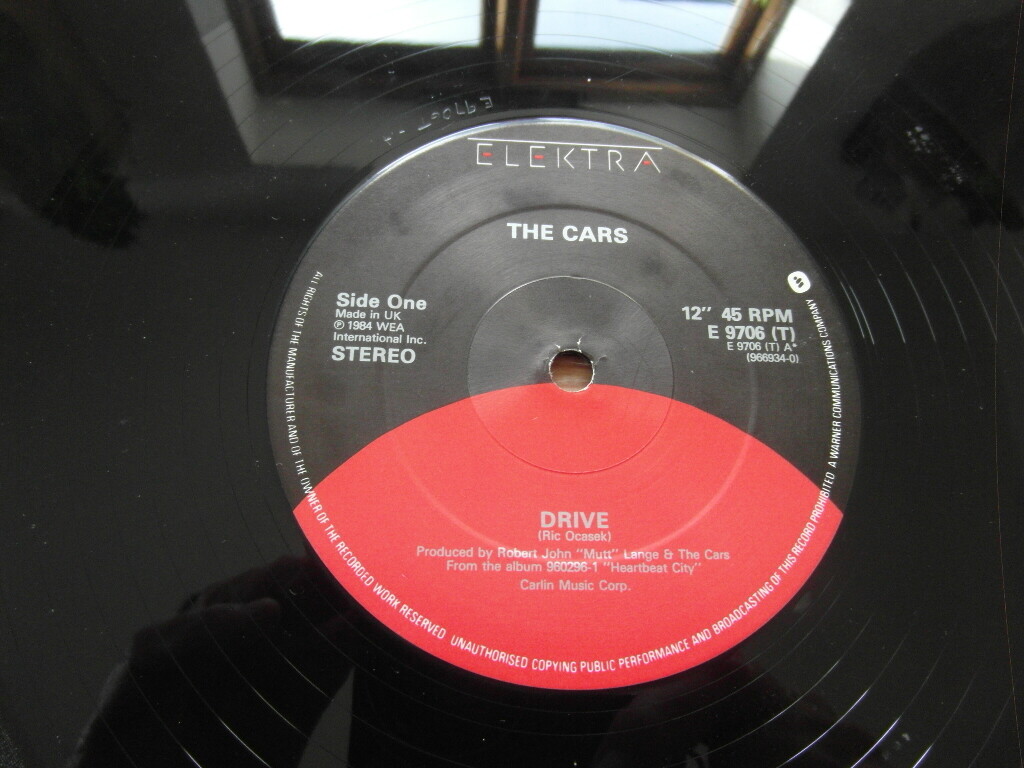 ELEKTRA
THE CARS
Side One
Made in UK
℗ 1984 WEA
International Inc.
STEREO
12″ 45 RPM
E 9706 (T)
E 9706 (T) A*
(966934-0)
DRIVE
(Ric Ocasek)
Produced by Robert John "Mutt" Lange & The Cars
From the album 960296-1 "Heartbeat City"
Carlin Music Corp.
ALL RIGHTS OF THE MANUFACTURER AND OF THE OWNER OF THE RECORDED WORK RESERVED UNAUTHORISED COPYING PUBLIC PERFORMANCE AND BROADCASTING OF THIS RECORD PROHIBITED A WARNER COMMUNICATIONS COMPANY